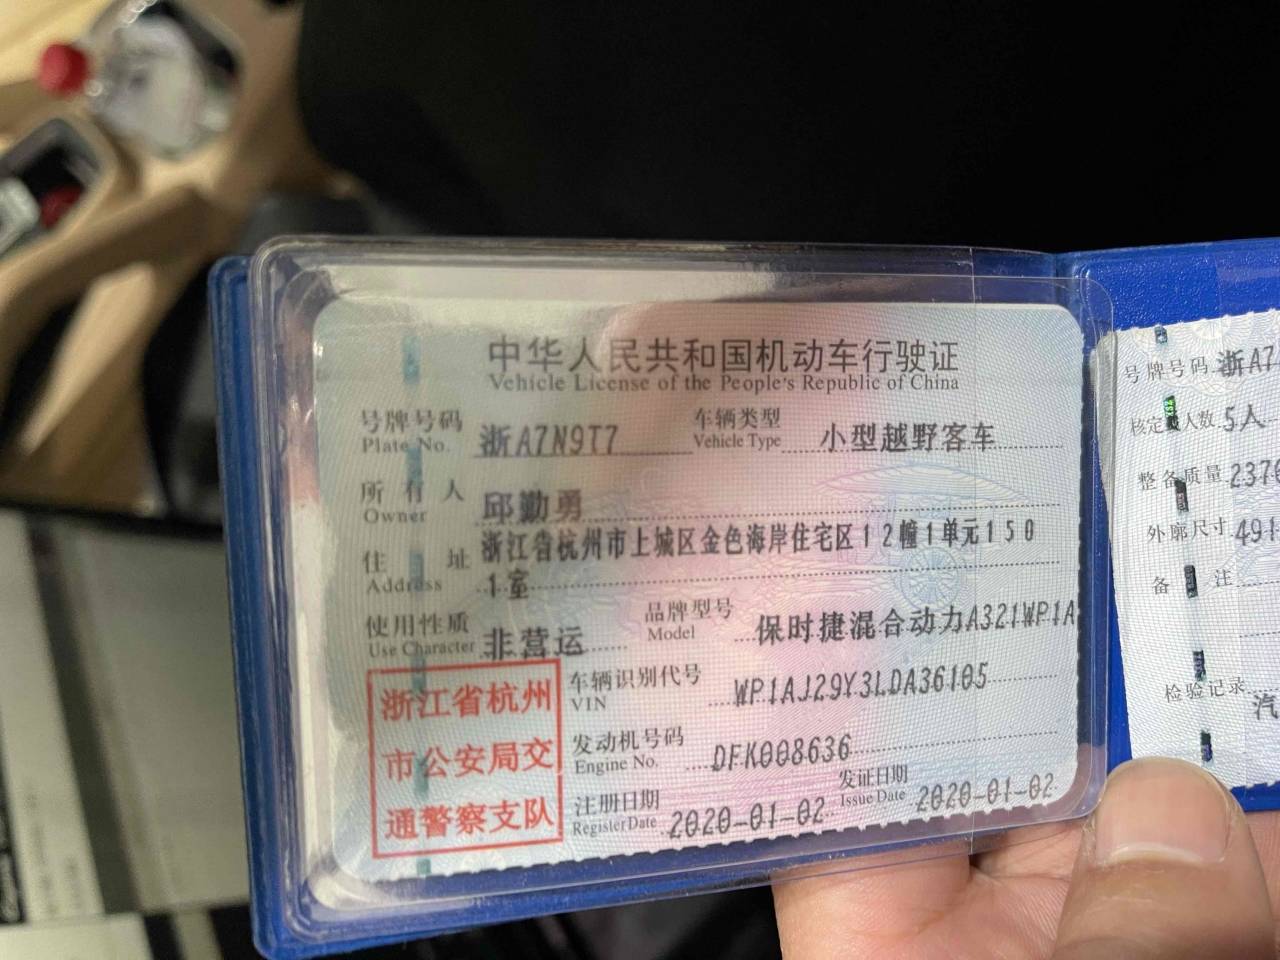 中华人民共和国机动车行驶证
Vehicle License of the People's Republic of China
号牌号码 浙A7N9T7 车辆类型 小型越野客车
Plate No. Vehicle Type
所有人 邱勤勇
Owner
住址 浙江省杭州市上城区金色海岸住宅区12幢1单元150
Address 1室
使用性质 非营运 品牌型号 保时捷混合动力A321WP1A
Use Character Model
浙江省杭州
市公安局交
通警察支队
车辆识别代号 WP1AJ29Y3LDA36105
VIN
发动机号码 DFK008636
Engine No.
注册日期 2020-01-02 发证日期 2020-01-02
Register Date Issue Date
号牌号码 浙A7
核定 人数 5人
整备质量 237
外廓尺寸 491
备注
检验记录
汽